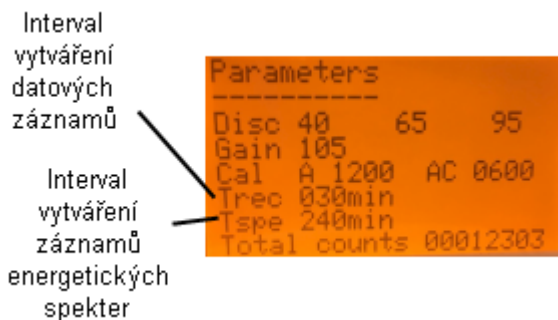 Interval
vytváření
datových
záznamů
Interval
vytváření
záznamů
energetických
spekter
Parameters
----------
Disc 40 65 95
Gain 105
Cal A 1200 AC 0600
Trec 030min
Tspe 240min
Total counts 00012303